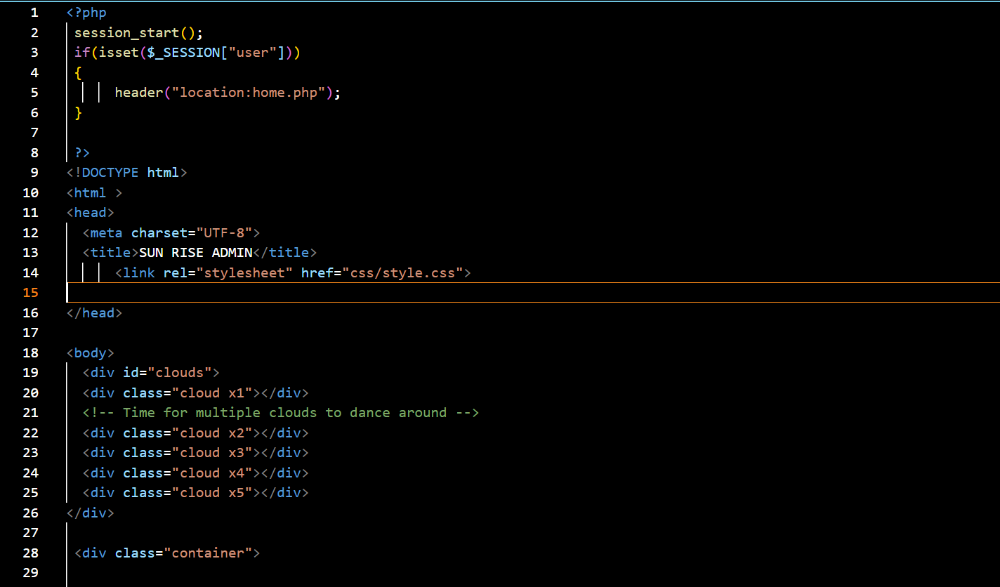 1 <?php
2 session_start();
3 if(isset($_SESSION["user"]))
4 {
5 header("location:home.php");
6 }
7
8 ?>
9 <!DOCTYPE html>
10 <html >
11 <head>
12 <meta charset="UTF-8">
13 <title>SUN RISE ADMIN</title>
14 <link rel="stylesheet" href="css/style.css">
15
16 </head>
17
18 <body>
19 <div id="clouds">
20 <div class="cloud x1"></div>
21 <!-- Time for multiple clouds to dance around -->
22 <div class="cloud x2"></div>
23 <div class="cloud x3"></div>
24 <div class="cloud x4"></div>
25 <div class="cloud x5"></div>
26 </div>
27
28 <div class="container">
29